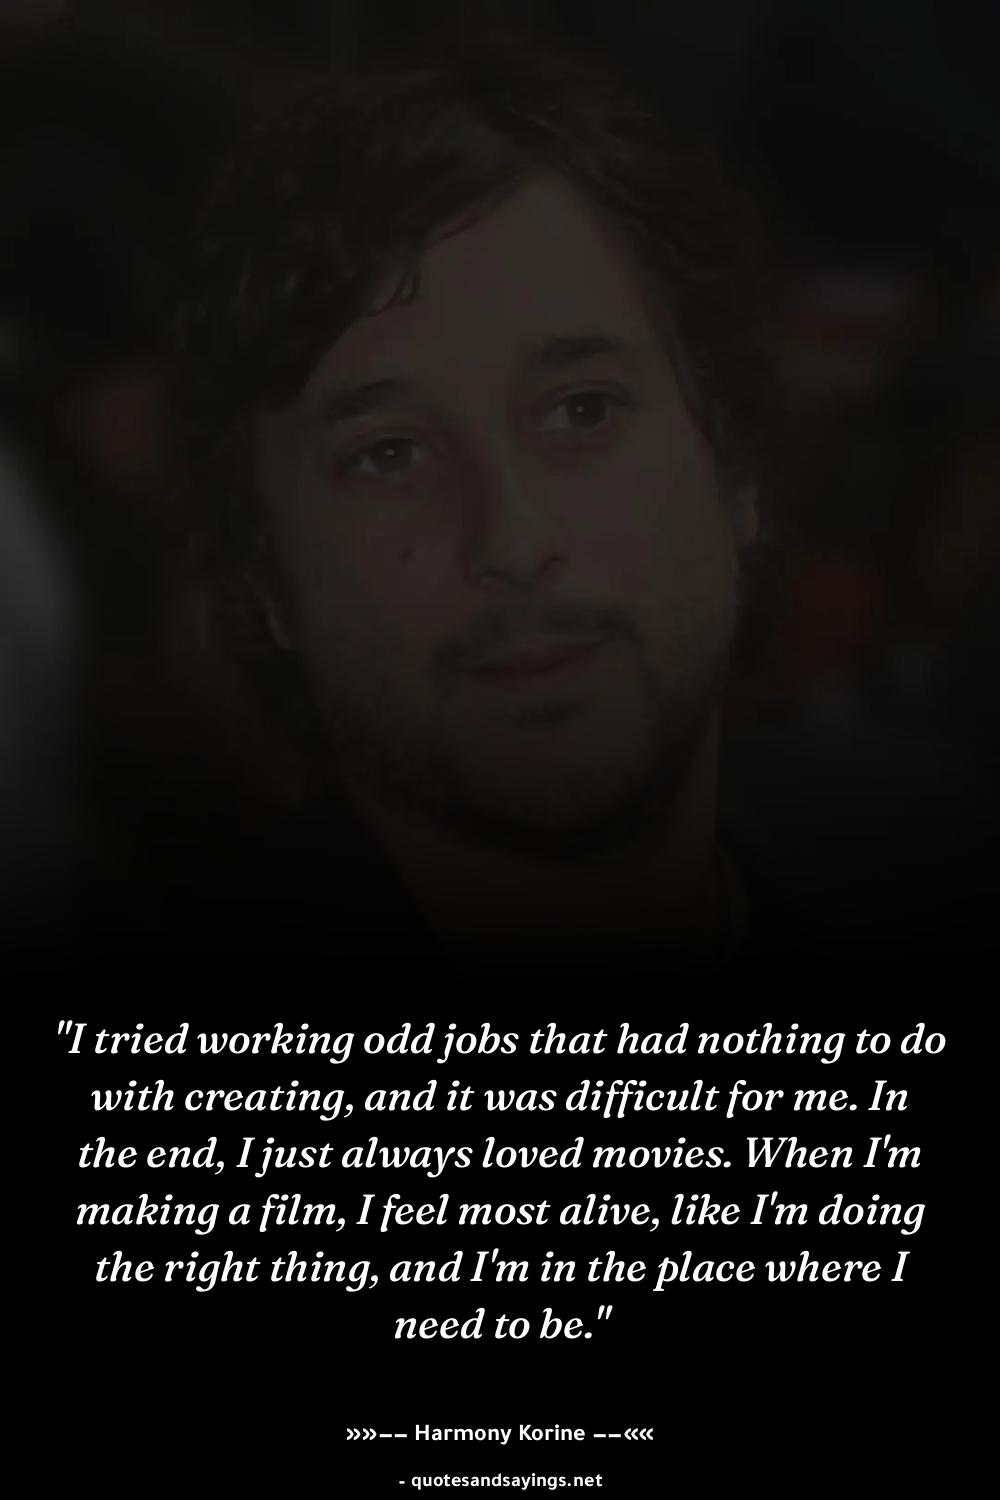 "I tried working odd jobs that had nothing to do
with creating, and it was difficult for me. In
the end, I just always loved movies. When I'm
making a film, I feel most alive, like I'm doing
the right thing, and I'm in the place where I
need to be."
»»–– Harmony Korine ––««
- quotesandsayings.net